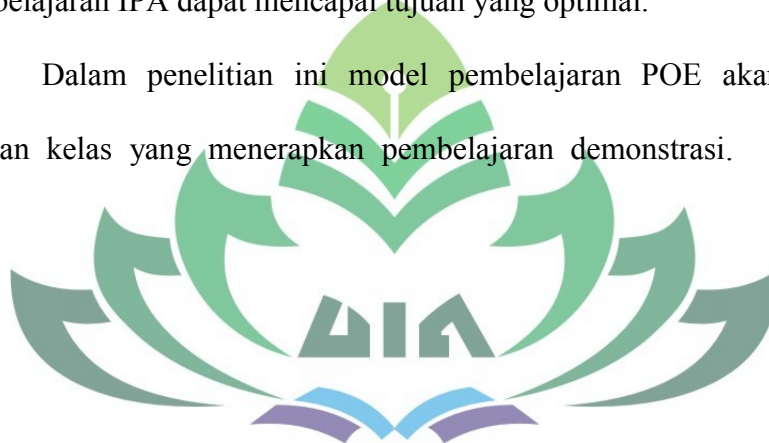 belajaran IPA dapat mencapai tujuan yang optimal.
Dalam penelitian ini model pembelajaran POE aka
an kelas yang menerapkan pembelajaran demonstrasi.
UIN